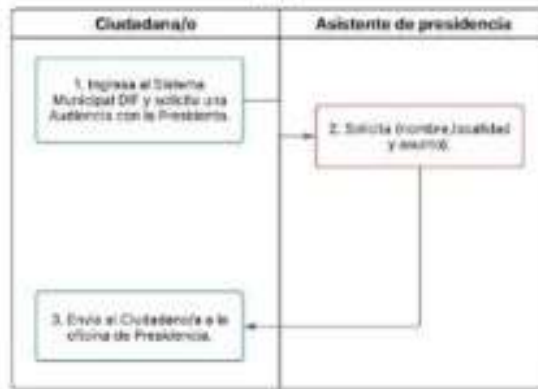 Ciudadana/o
Asistente de presidencia
1. Ingresa al Sistema
Municipal DIF y solicita una
Audiencia con la Presidenta.
2. Solicita (nombre,localidad
y asunto).
3. Envía al Ciudadano/a a la
oficina de Presidencia.